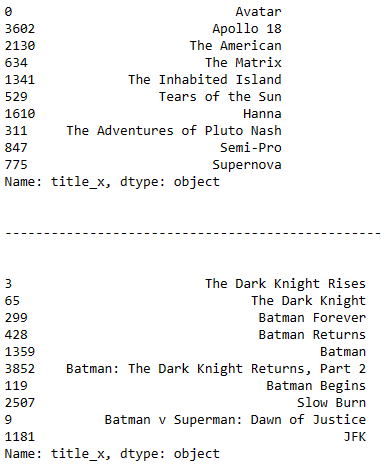 0 Avatar
3602 Apollo 18
2130 The American
634 The Matrix
1341 The Inhabited Island
529 Tears of the Sun
1610 Hanna
311 The Adventures of Pluto Nash
847 Semi-Pro
775 Supernova
Name: title_x, dtype: object
-------------------------------------------------
3 The Dark Knight Rises
65 The Dark Knight
299 Batman Forever
428 Batman Returns
1359 Batman
3852 Batman: The Dark Knight Returns, Part 2
119 Batman Begins
2507 Slow Burn
9 Batman v Superman: Dawn of Justice
1181 JFK
Name: title_x, dtype: object